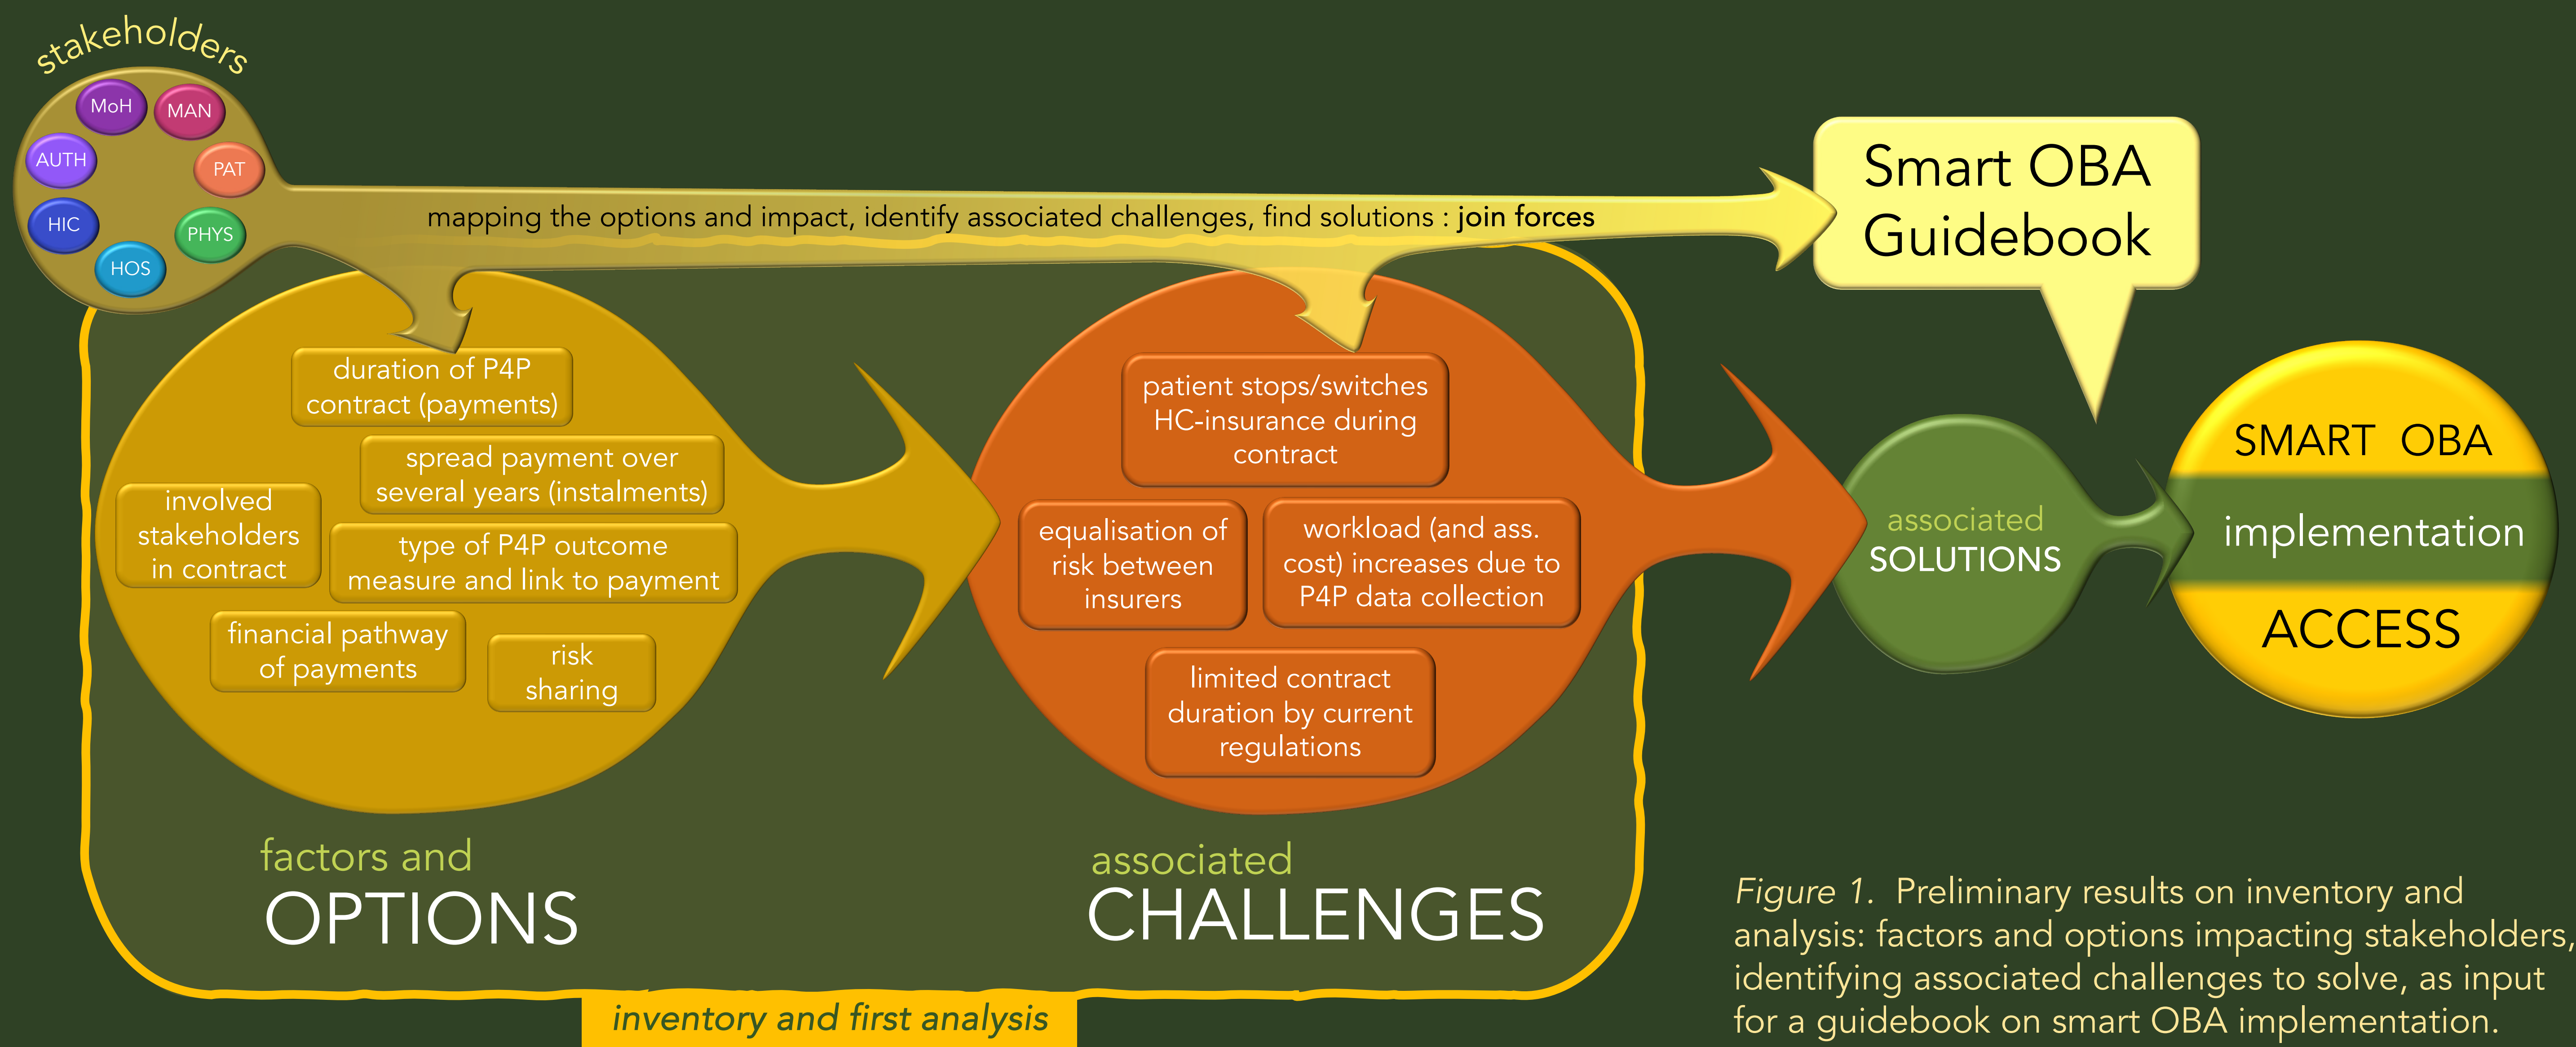 stakeholders
MoH
MAN
AUTH
PAT
HIC
PHYS
HOS
mapping the options and impact, identify associated challenges, find solutions : join forces
Smart OBA
Guidebook
duration of P4P
contract (payments)
spread payment over
several years (instalments)
involved
stakeholders
in contract
type of P4P outcome
measure and link to payment
financial pathway
of payments
risk
sharing
factors and
OPTIONS
patient stops/switches
HC-insurance during
contract
equalisation of
risk between
insurers
workload (and ass.
cost) increases due to
P4P data collection
limited contract
duration by current
regulations
associated
CHALLENGES
inventory and first analysis
associated
SOLUTIONS
SMART OBA
implementation
ACCESS
Figure 1. Preliminary results on inventory and
analysis: factors and options impacting stakeholders,
identifying associated challenges to solve, as input
for a guidebook on smart OBA implementation.